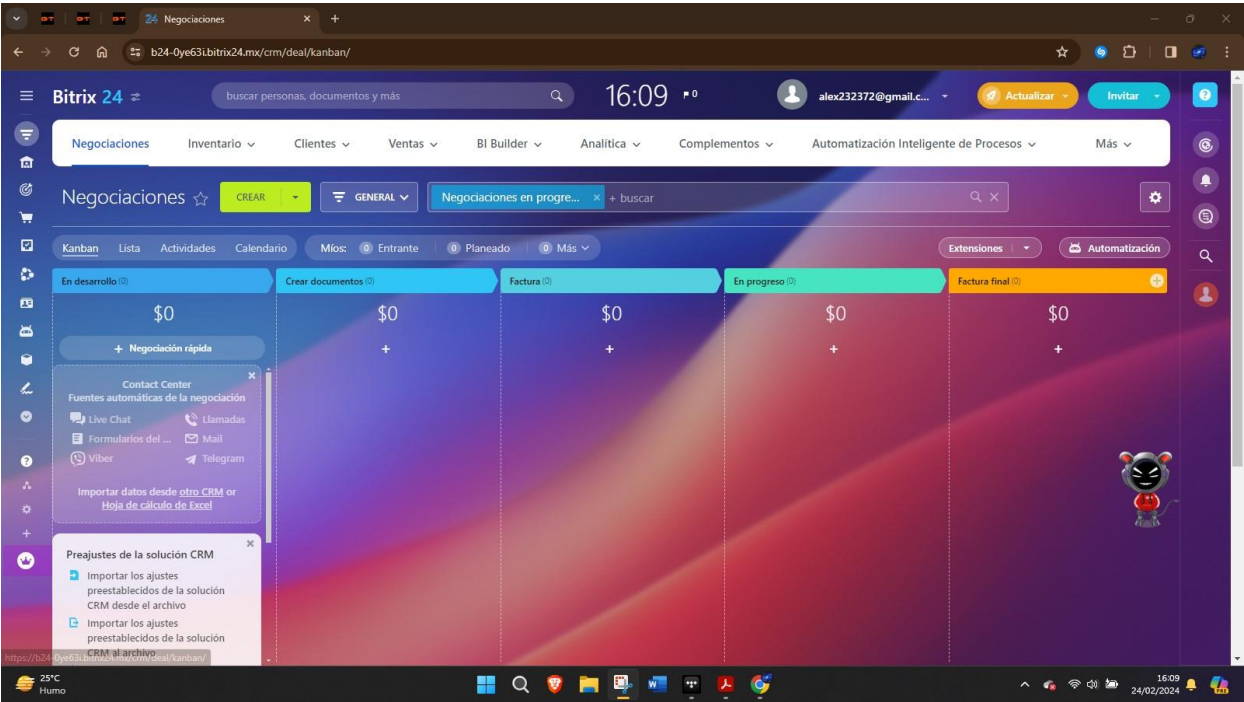 24 Negociaciones
b24-0ye63i.bitrix24.mx/crm/deal/kanban/
Bitrix 24
buscar personas, documentos y más
16:09
0
alex232372@gmail.c...
Actualizar
Invitar
Negociaciones
Inventario
Clientes
Ventas
BI Builder
Analítica
Complementos
Automatización Inteligente de Procesos
Más
Negociaciones
CREAR
GENERAL
Negociaciones en progre... × + buscar
Kanban
Lista
Actividades
Calendario
Míos:
0 Entrante
0 Planeado
0 Más
Extensiones
Automatización
En desarrollo (0)
Crear documentos (0)
Factura (0)
En progreso (0)
Factura final (0)
$0
$0
$0
$0
$0
+ Negociación rápida
+
+
+
+
Contact Center
Fuentes automáticas de la negociación
Live Chat
Llamadas
Formularios del ...
Mail
Viber
Telegram
Importar datos desde otro CRM or
Hoja de cálculo de Excel
Preajustes de la solución CRM
Importar los ajustes
preestablecidos de la solución
CRM desde el archivo
Importar los ajustes
preestablecidos de la solución
CRM al archivo
https://b24-0ye63i.bitrix24.mx/crm/deal/kanban/
25°C
Humo
16:09
24/02/2024